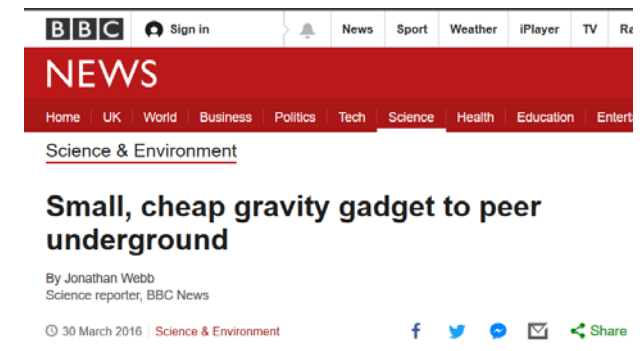 BBC Sign in News Sport Weather iPlayer TV
NEWS
Home UK World Business Politics Tech Science Health Education
Science & Environment
Small, cheap gravity gadget to peer
underground
By Jonathan Webb
Science reporter, BBC News
30 March 2016 Science & Environment Share